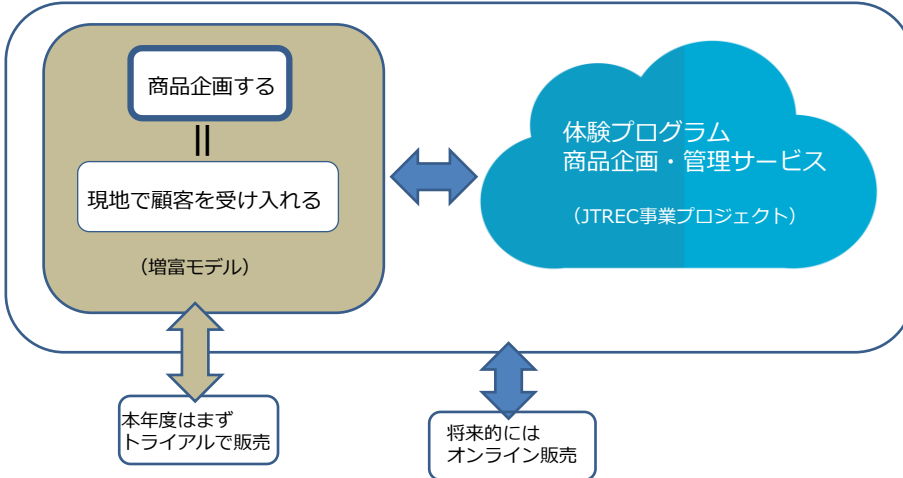 商品企画する
現地で顧客を受け入れる
（増富モデル）
体験プログラム
商品企画・管理サービス
（JTREC事業プロジェクト）
本年度はまず
トライアルで販売
将来的には
オンライン販売